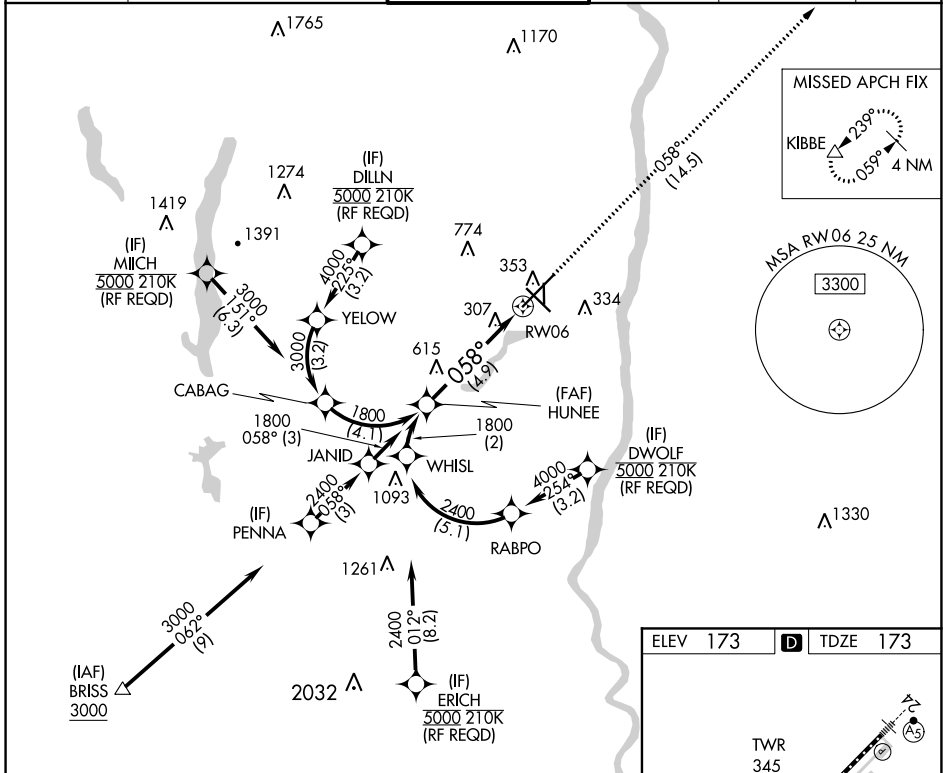 1765
1170
MISSED APCH FIX
KIBBE
239°
059°
4 NM
058°
(14.5)
(IF)
DILLN
5000 210K
(RF REQD)
1274
1419
1391
(IF)
MIICH
5000 210K
(RF REQD)
3000
151°
(6.3)
4000
225°
(3.2)
774
353
334
307
RW06
MSA RW06 25 NM
3300
YELOW
3000
(3.2)
615
058°
(4.9)
CABAG
(FAF)
HUNEE
1800
(4.1)
1800
058° (3)
1800
(2)
JANID
WHISL
(IF)
DWOLF
5000 210K
(RF REQD)
4000
254°
(3.2)
1093
2400
058°
(3)
2400
(5.1)
(IF)
PENNA
RABPO
1330
1261
3000
062°
(9)
2400
012°
(8.2)
(IAF)
BRISS
3000
2032
(IF)
ERICH
5000 210K
(RF REQD)
ELEV 173
D
TDZE 173
24
A5
P
TWR
345